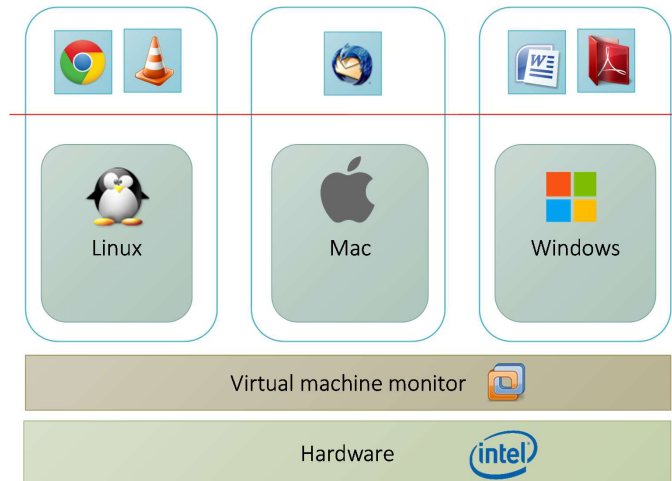 W
Linux
Mac
Windows
Virtual machine monitor
Hardware
intel